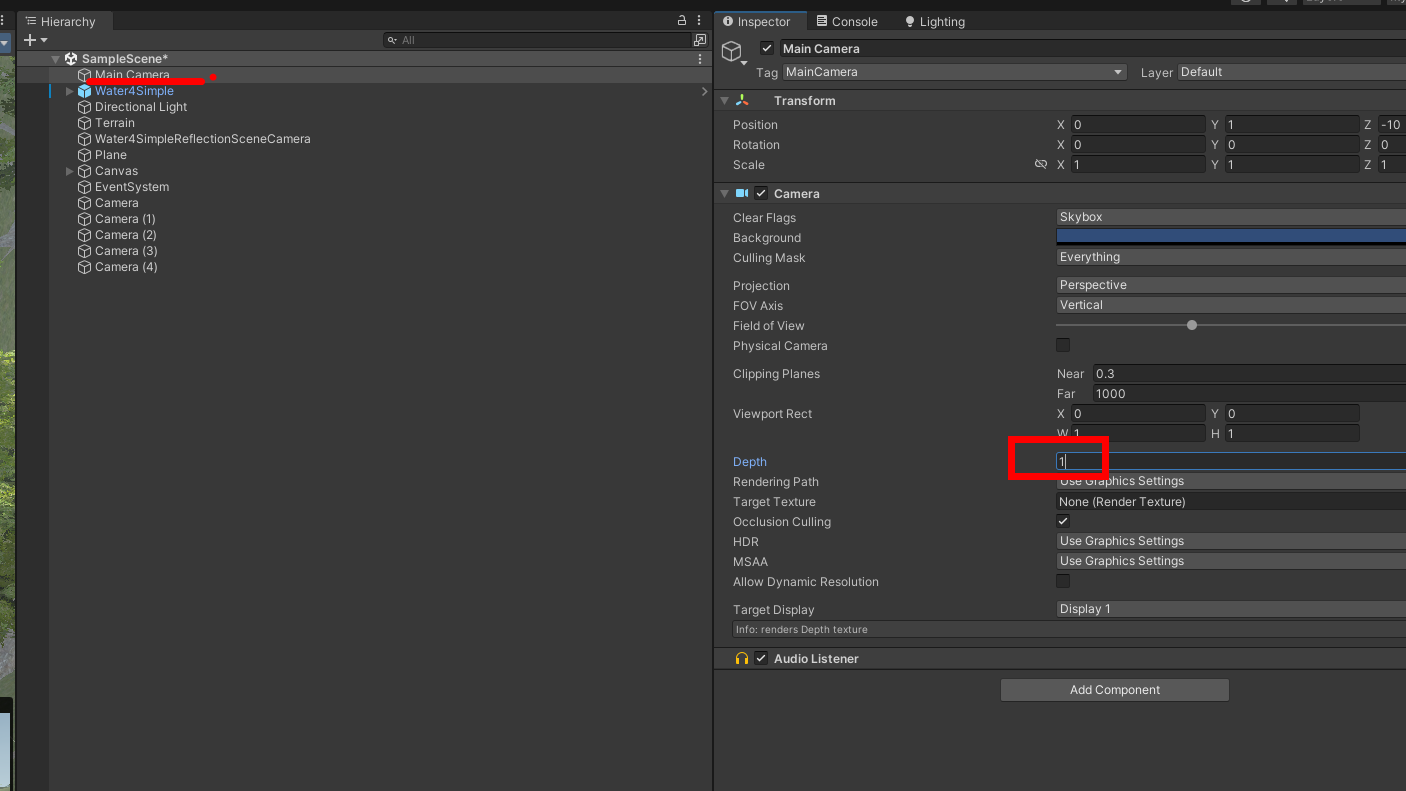 Hierarchy
All
SampleScene*
Main Camera
Water4Simple
Directional Light
Terrain
Water4SimpleReflectionSceneCamera
Plane
Canvas
EventSystem
Camera
Camera (1)
Camera (2)
Camera (3)
Camera (4)
Inspector Console Lighting
Main Camera
Tag MainCamera Layer Default
Transform
Position X 0 Y 1 Z -10
Rotation X 0 Y 0 Z 0
Scale X 1 Y 1 Z 1
Camera
Clear Flags Skybox
Background
Culling Mask Everything
Projection Perspective
FOV Axis Vertical
Field of View
Physical Camera
Clipping Planes Near 0.3
Far 1000
Viewport Rect X 0 Y 0
W 1 H 1
Depth 1
Rendering Path Use Graphics Settings
Target Texture None (Render Texture)
Occlusion Culling
HDR Use Graphics Settings
MSAA Use Graphics Settings
Allow Dynamic Resolution
Target Display Display 1
Info: renders Depth texture
Audio Listener
Add Component